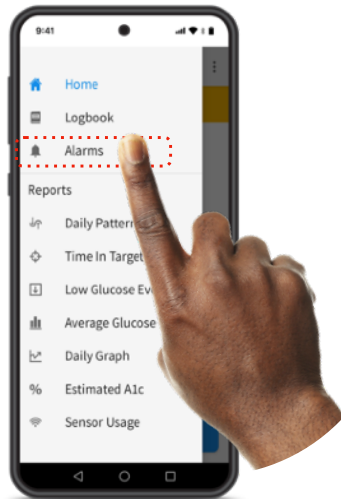 9:41
Home
Logbook
Alarms
Reports
Daily Pattern
Time In Target
Low Glucose Ev
Average Glucose
Daily Graph
% Estimated A1c
Sensor Usage